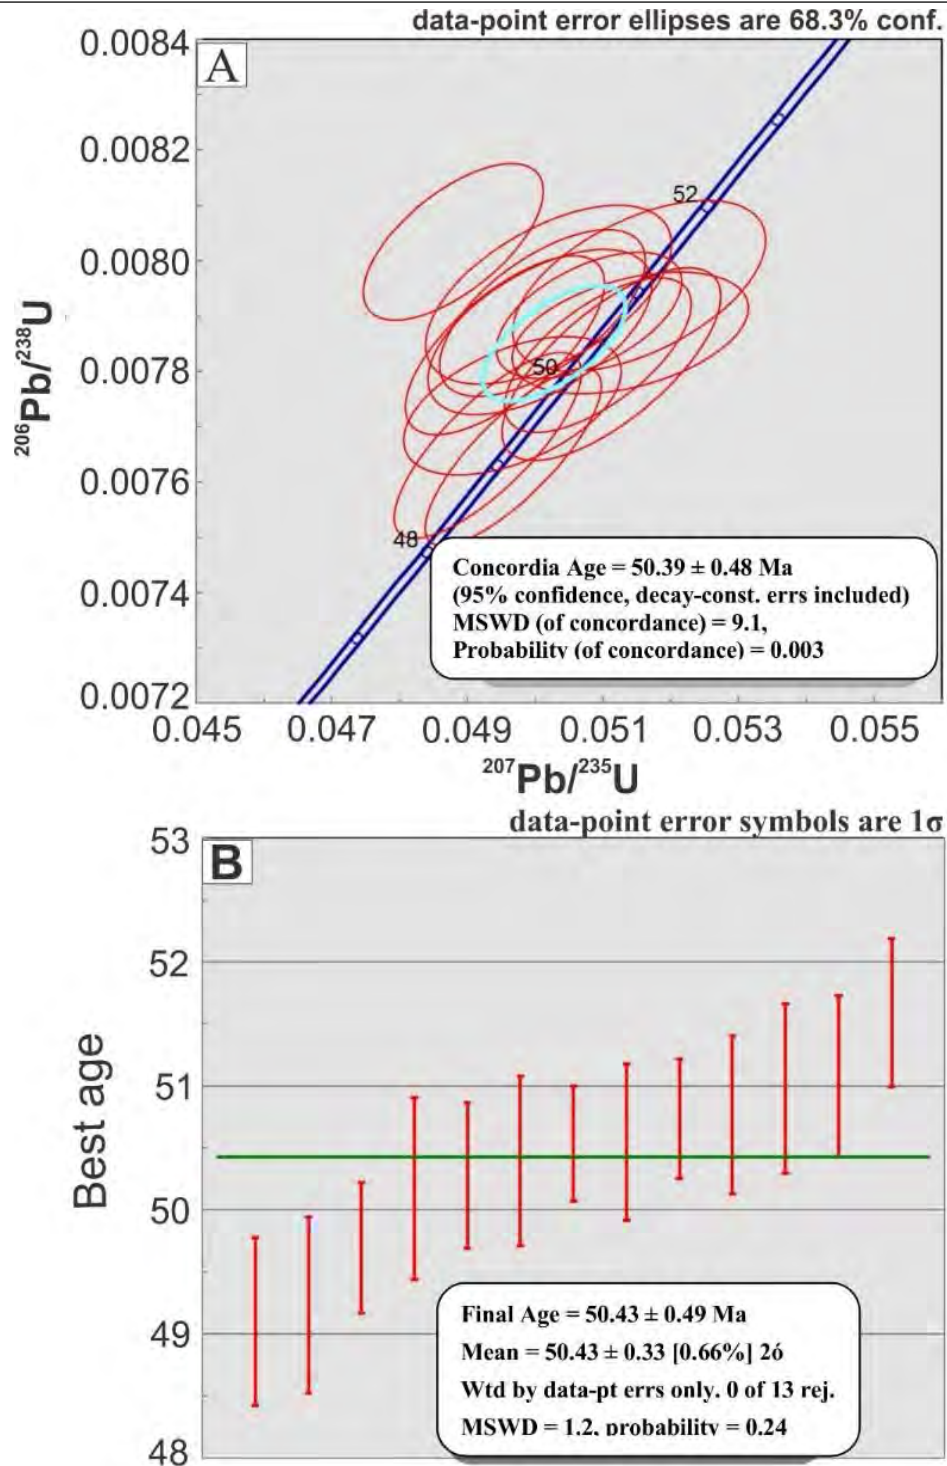 data-point error ellipses are 68.3% conf.
A
0.0084
0.0082
0.0080
0.0078
0.0076
0.0074
0.0072
206Pb/238U
52
50
48
Concordia Age = 50.39 ± 0.48 Ma
(95% confidence, decay-const. errs included)
MSWD (of concordance) = 9.1,
Probability (of concordance) = 0.003
0.045 0.047 0.049 0.051 0.053 0.055
207Pb/235U
data-point error symbols are 1σ
B
53
52
51
50
49
48
Best age
Final Age = 50.43 ± 0.49 Ma
Mean = 50.43 ± 0.33 [0.66%] 2ó
Wtd by data-pt errs only. 0 of 13 rej.
MSWD = 1.2, probability = 0.24